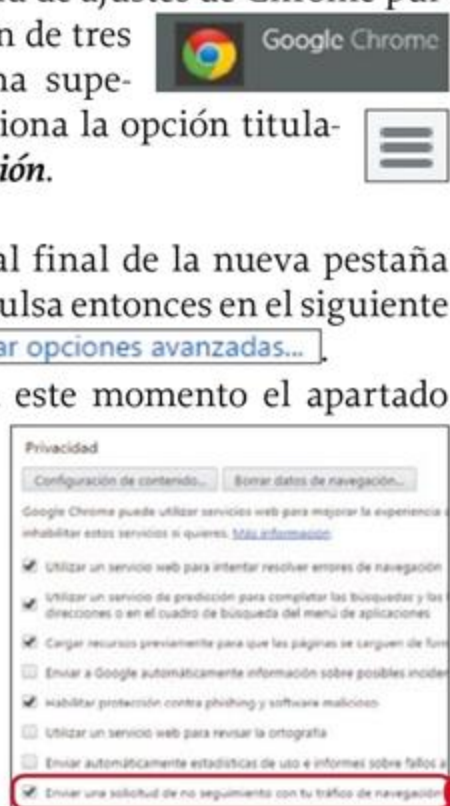 de ajustes de Chrome pul-
n de tres
Google Chrome
na supe-
iona la opción titula-
ión.
al final de la nueva pestaña
ulsa entonces en el siguiente
ar opciones avanzadas... .
este momento el apartado
Privacidad
Configuración de contenido... Borrar datos de navegación...
Google Chrome puede utilizar servicios web para mejorar la experiencia
inhabilitar estos servicios si quieres. Más información
Utilizar un servicio web para intentar resolver errores de navegación
Utilizar un servicio de predicción para completar las búsquedas y las
direcciones o en el cuadro de búsqueda del menú de aplicaciones
Cargar recursos previamente para que las páginas se carguen de form
Enviar a Google automáticamente información sobre posibles inciden
Habilitar protección contra phishing y software malicioso
Utilizar un servicio web para revisar la ortografía
Enviar automáticamente estadísticas de uso e informes sobre fallos a
Enviar una solicitud de no seguimiento con tu tráfico de navegación